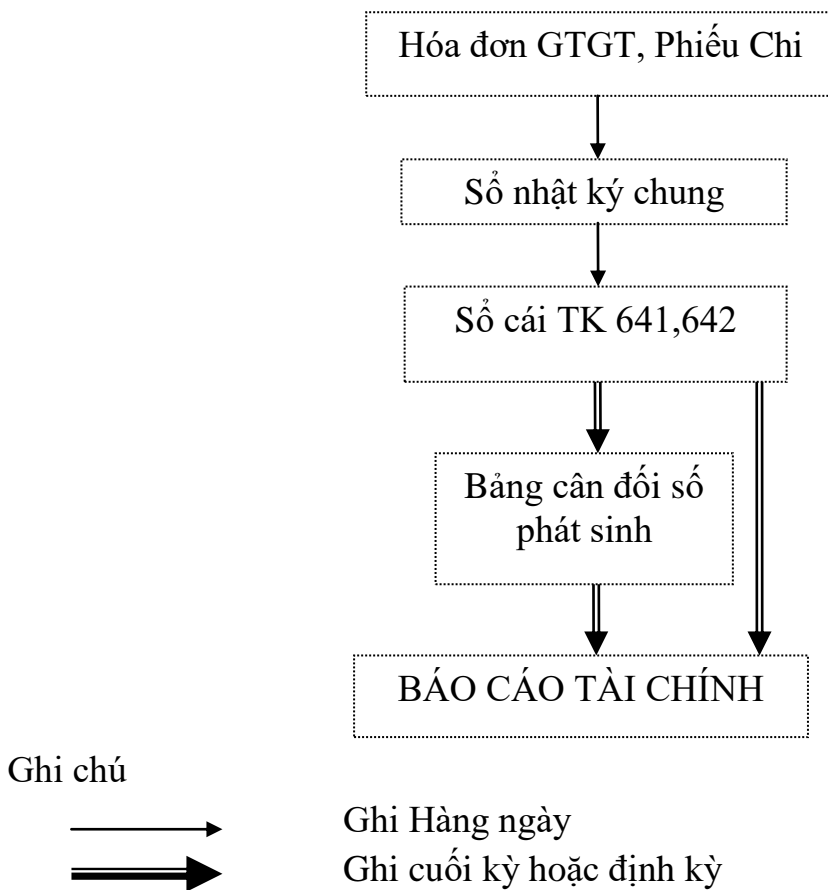 Hóa đơn GTGT, Phiếu Chi
Sổ nhật ký chung
Sổ cái TK 641,642
Bảng cân đối số
phát sinh
BÁO CÁO TÀI CHÍNH
Ghi chú
Ghi Hàng ngày
Ghi cuối kỳ hoặc định kỳ